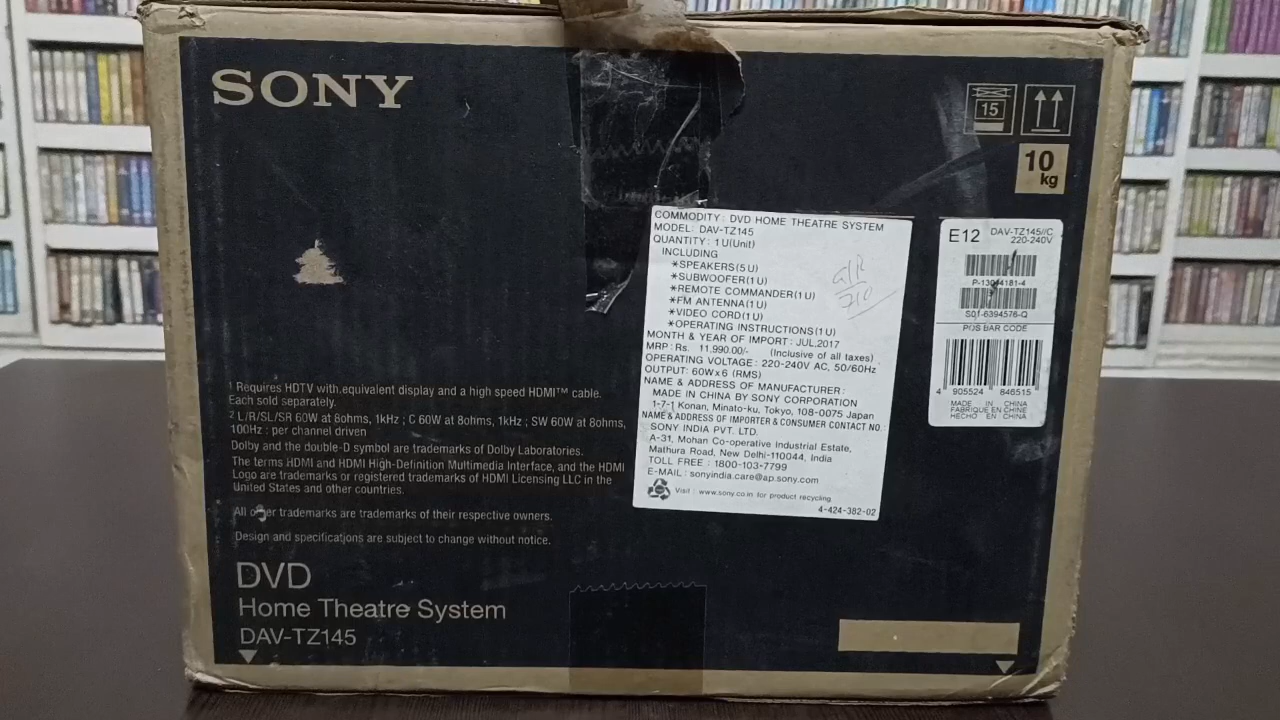 SONY
15
10
kg
COMMODITY : DVD HOME THEATRE SYSTEM
MODEL: DAV-TZ145
QUANTITY : 1U(Unit)
INCLUDING
*SPEAKERS(5U)
*SUBWOOFER(1U)
*REMOTE COMMANDER(1U)
*FM ANTENNA(1U)
*VIDEO CORD(1U)
*OPERATING INSTRUCTIONS(1U)
MONTH & YEAR OF IMPORT : JUL,2017
MRP: Rs. 11,990.00/- (Inclusive of all taxes)
OPERATING VOLTAGE : 220-240V AC, 50/60Hz
OUTPUT: 60Wx6 (RMS)
NAME & ADDRESS OF MANUFACTURER :
MADE IN CHINA BY SONY CORPORATION
1-7-1 Konan, Minato-ku, Tokyo, 108-0075 Japan
NAME & ADDRESS OF IMPORTER & CONSUMER CONTACT NO.:
SONY INDIA PVT. LTD.
A-31, Mohan Co-operative Industrial Estate,
Mathura Road, New Delhi-110044, India
TOLL FREE : 1800-103-7799
E-MAIL : sonyindia.care@ap.sony.com
Visit : www.sony.co.in for product recycling
4-424-382-02
E12 DAV-TZ145//C
220-240V
S01-6394576-Q
POS BAR CODE
4 905524 846515
MADE IN CHINA
FABRIQUE EN CHINE
HECHO EN CHINA
1 Requires HDTV with equivalent display and a high speed HDMI™ cable.
Each sold separately.
2 L/R/SL/SR 60W at 8ohms, 1kHz ; C 60W at 8ohms, 1kHz ; SW 60W at 8ohms,
100Hz : per channel driven
Dolby and the double-D symbol are trademarks of Dolby Laboratories.
The terms HDMI and HDMI High-Definition Multimedia Interface, and the HDMI
Logo are trademarks or registered trademarks of HDMI Licensing LLC in the
United States and other countries.
All other trademarks are trademarks of their respective owners.
Design and specifications are subject to change without notice.
DVD
Home Theatre System
DAV-TZ145